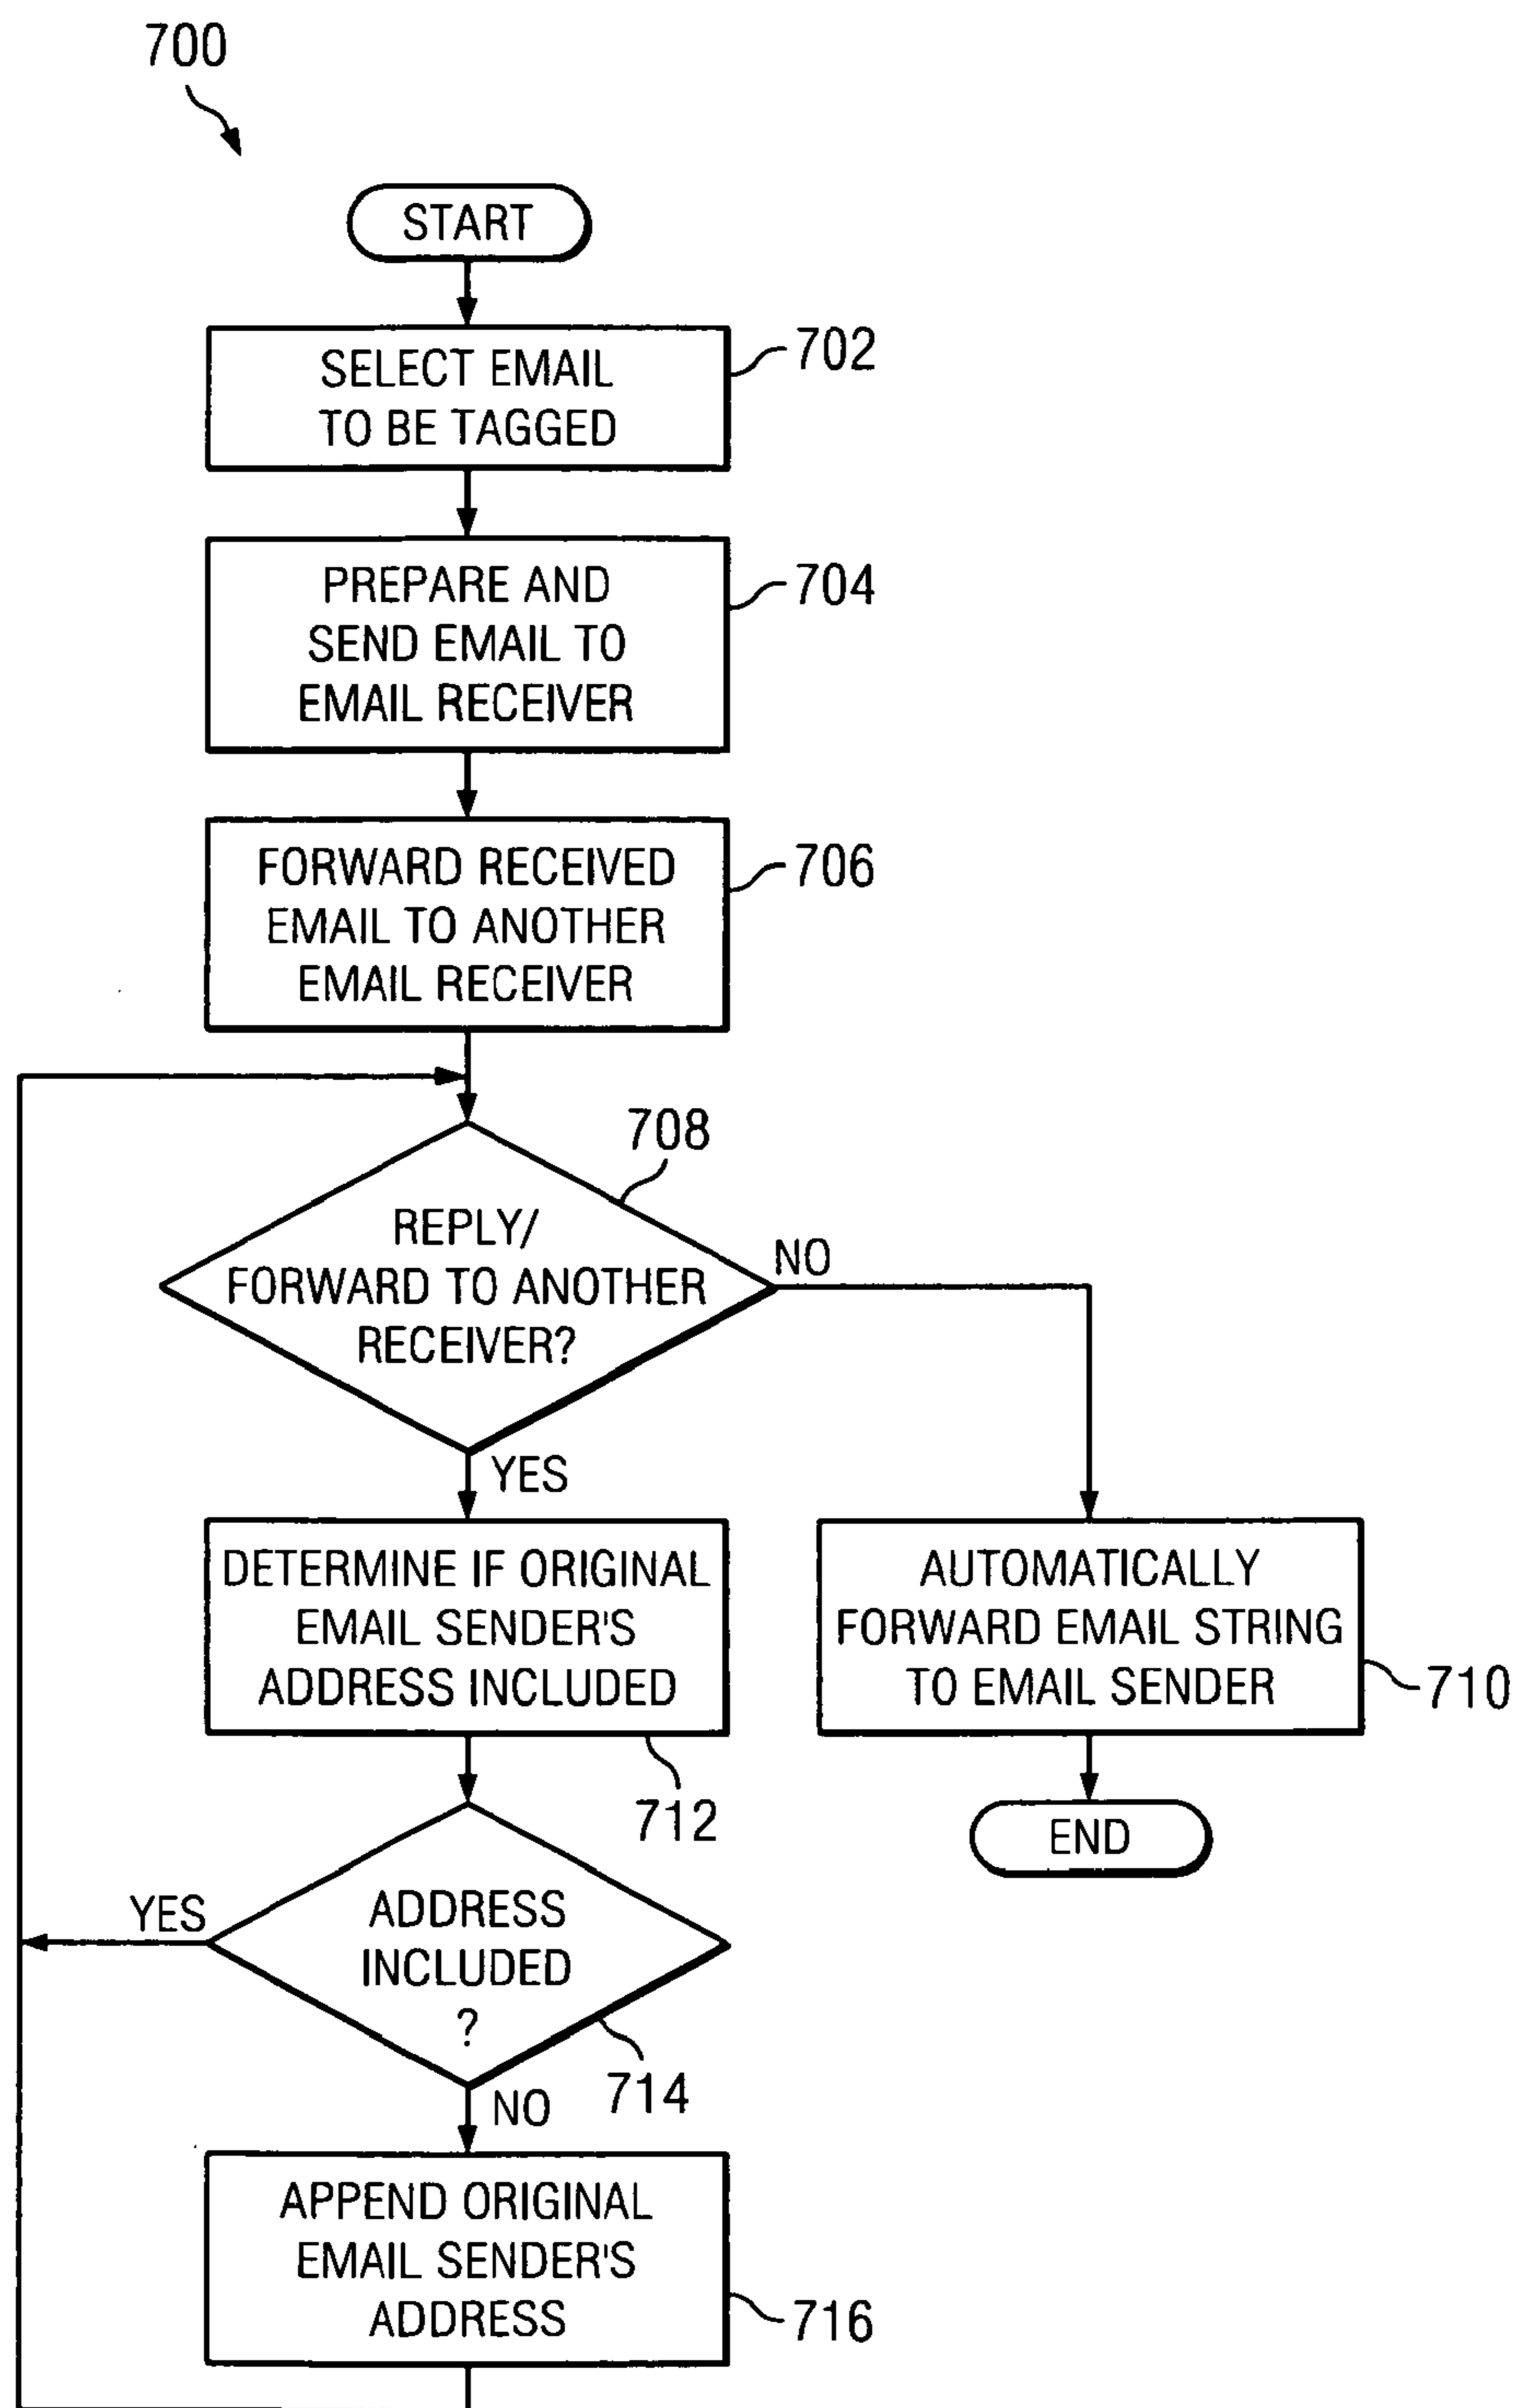 700
START
SELECT EMAIL
TO BE TAGGED
702
PREPARE AND
SEND EMAIL TO
EMAIL RECEIVER
704
FORWARD RECEIVED
EMAIL TO ANOTHER
EMAIL RECEIVER
706
708
REPLY/
FORWARD TO ANOTHER
RECEIVER?
NO
YES
DETERMINE IF ORIGINAL
EMAIL SENDER'S
ADDRESS INCLUDED
712
AUTOMATICALLY
FORWARD EMAIL STRING
TO EMAIL SENDER
710
END
YES
ADDRESS
INCLUDED
?
714
NO
APPEND ORIGINAL
EMAIL SENDER'S
ADDRESS
716